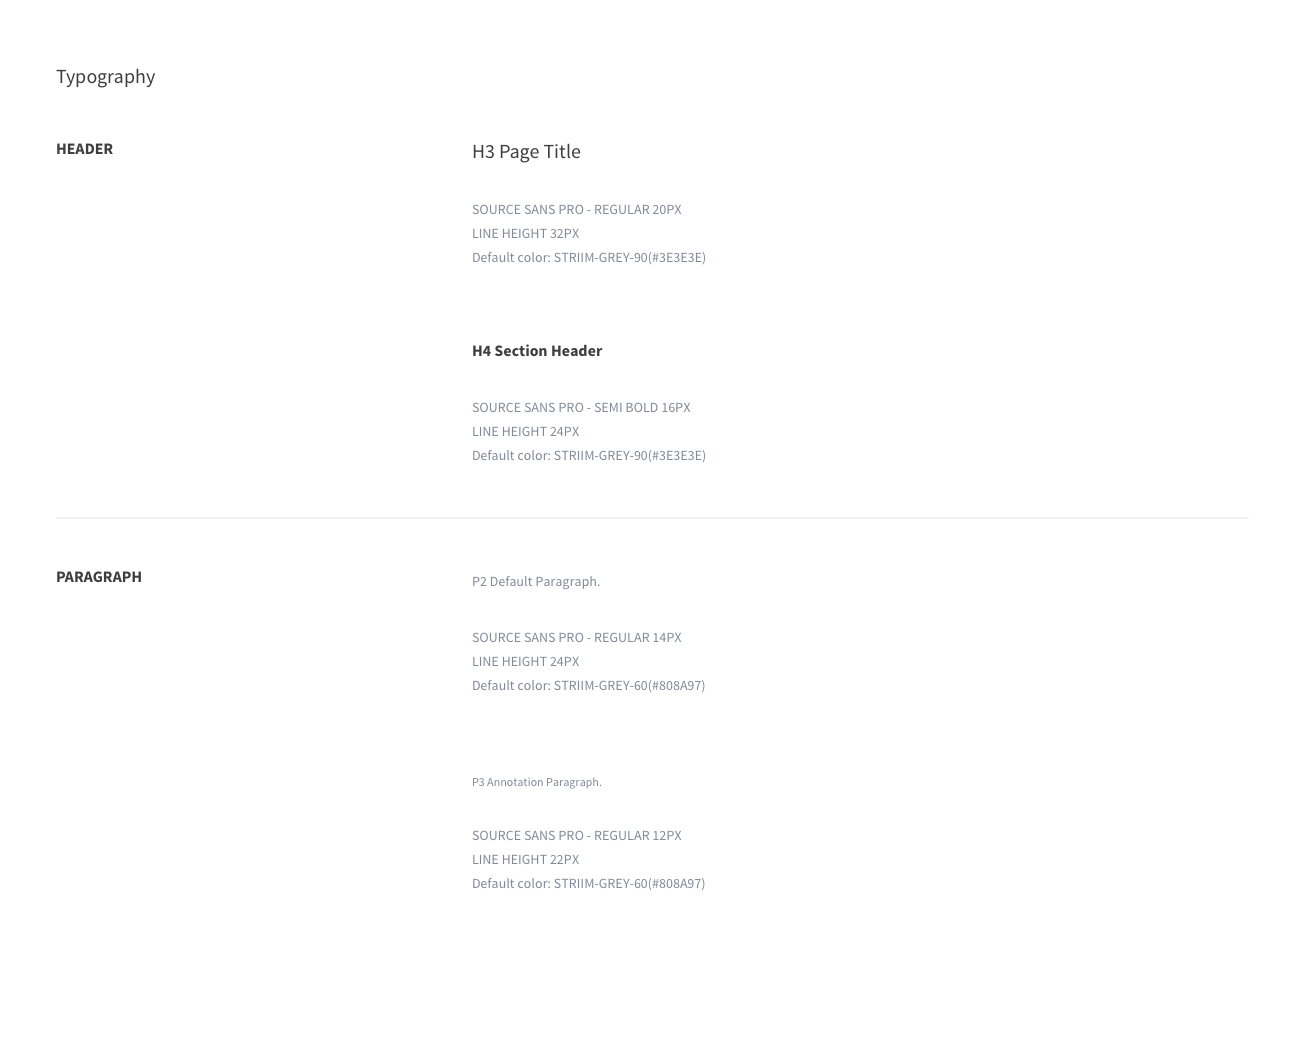 Typography
HEADER
H3 Page Title
SOURCE SANS PRO - REGULAR 20PX
LINE HEIGHT 32PX
Default color: STRIIM-GREY-90(#3E3E3E)
H4 Section Header
SOURCE SANS PRO - SEMI BOLD 16PX
LINE HEIGHT 24PX
Default color: STRIIM-GREY-90(#3E3E3E)
PARAGRAPH
P2 Default Paragraph.
SOURCE SANS PRO - REGULAR 14PX
LINE HEIGHT 24PX
Default color: STRIIM-GREY-60(#808A97)
P3 Annotation Paragraph.
SOURCE SANS PRO - REGULAR 12PX
LINE HEIGHT 22PX
Default color: STRIIM-GREY-60(#808A97)